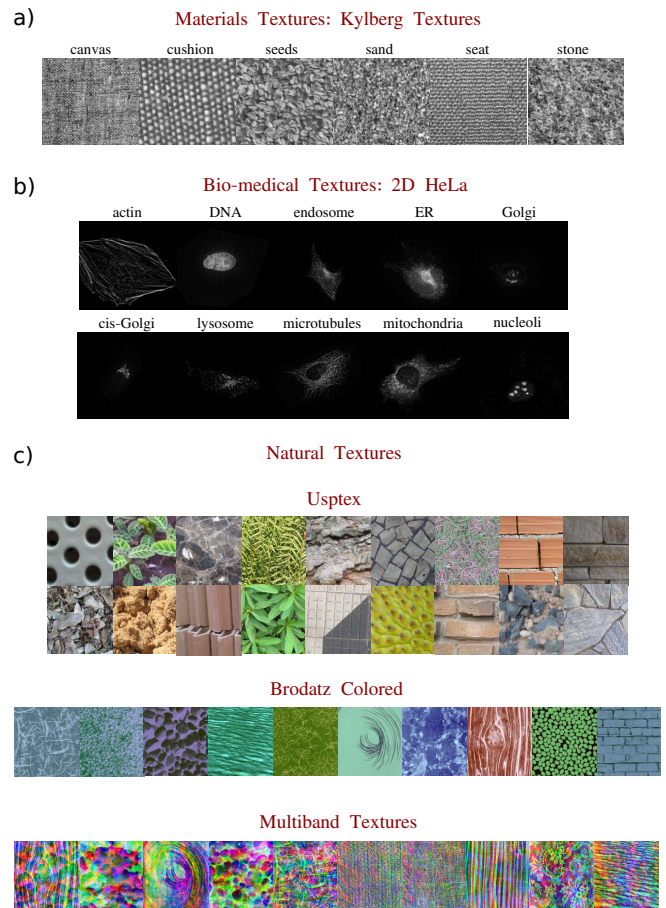 a)
Materials Textures: Kylberg Textures
canvas cushion seeds sand seat stone
b)
Bio-medical Textures: 2D HeLa
actin DNA endosome ER Golgi
cis-Golgi lysosome microtubules mitochondria nucleoli
c)
Natural Textures
Usptex
Brodatz Colored
Multiband Textures